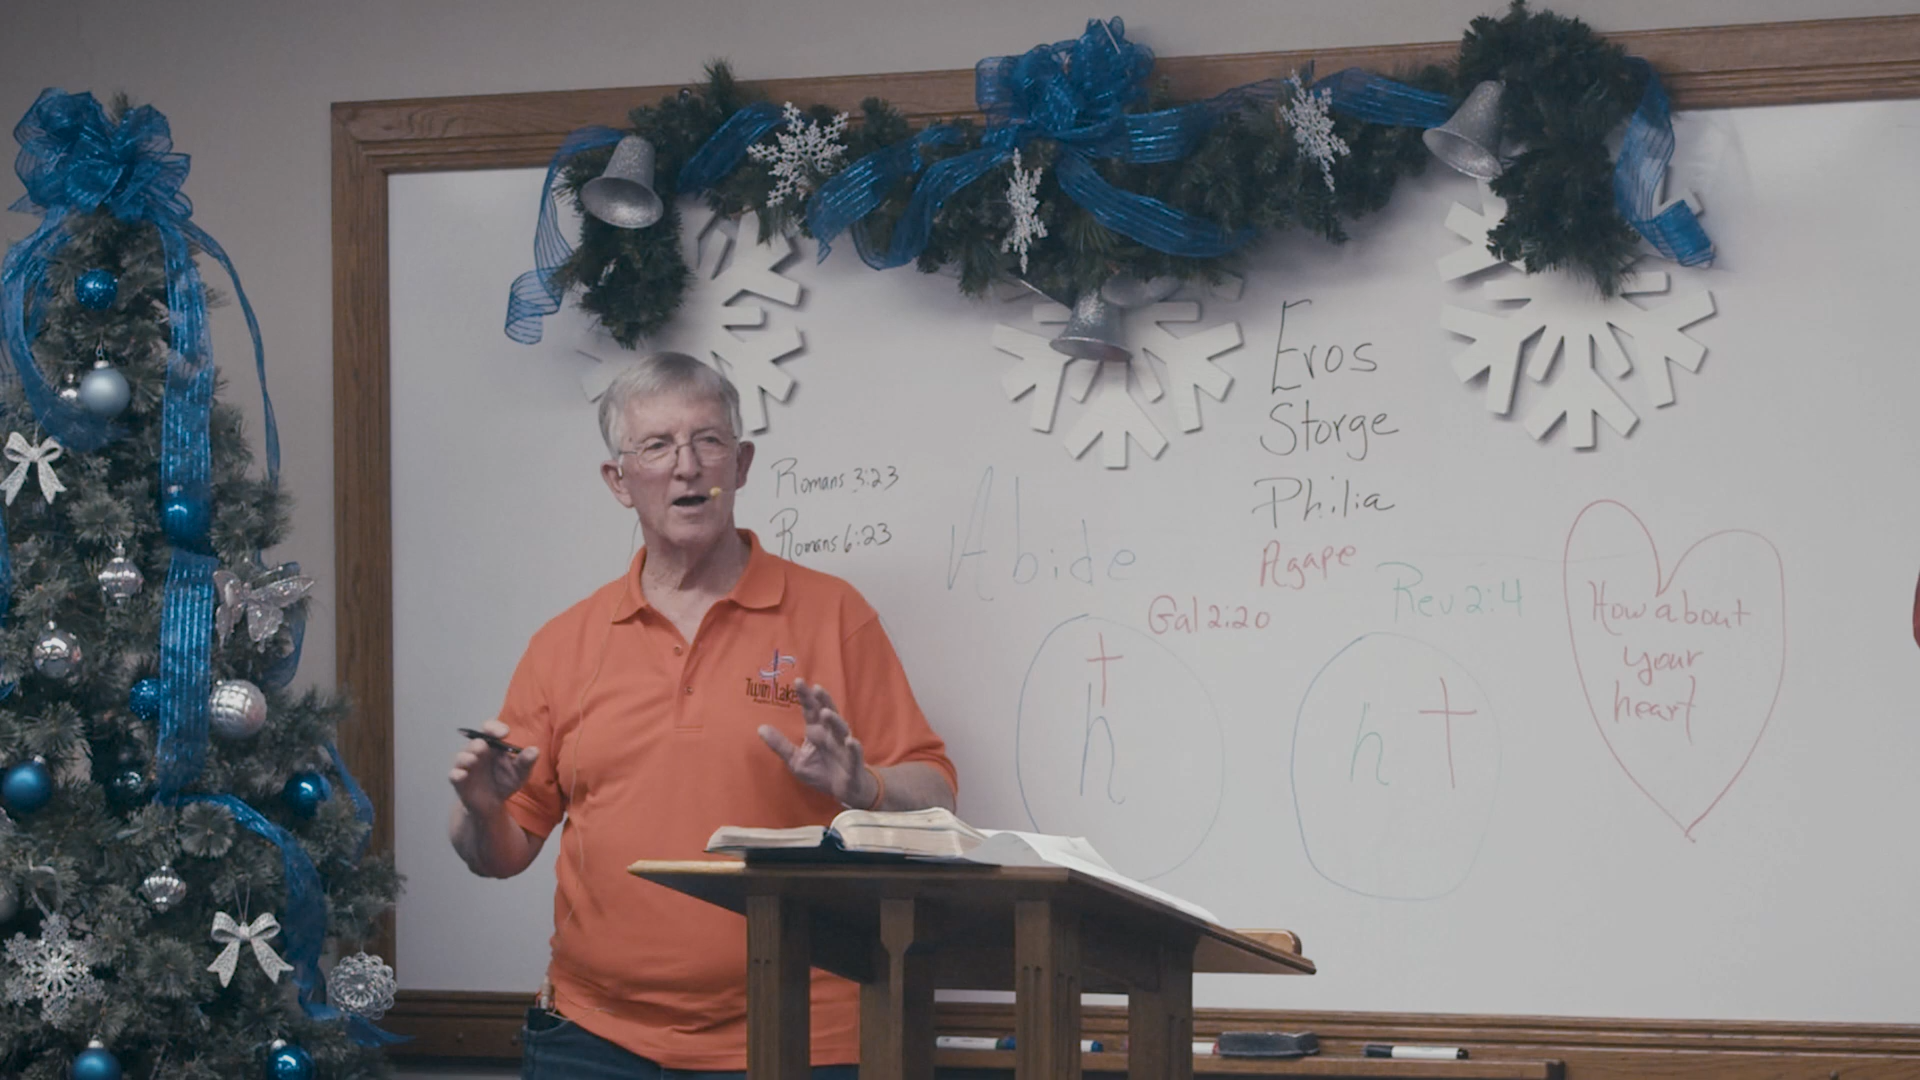 Eros
Storge
Philia
Agape
Romans 3:23
Romans 6:23
Abide
Gal 2:20
Rev 2:4
†
h
h †
How about
your
heart
Twin Lakes